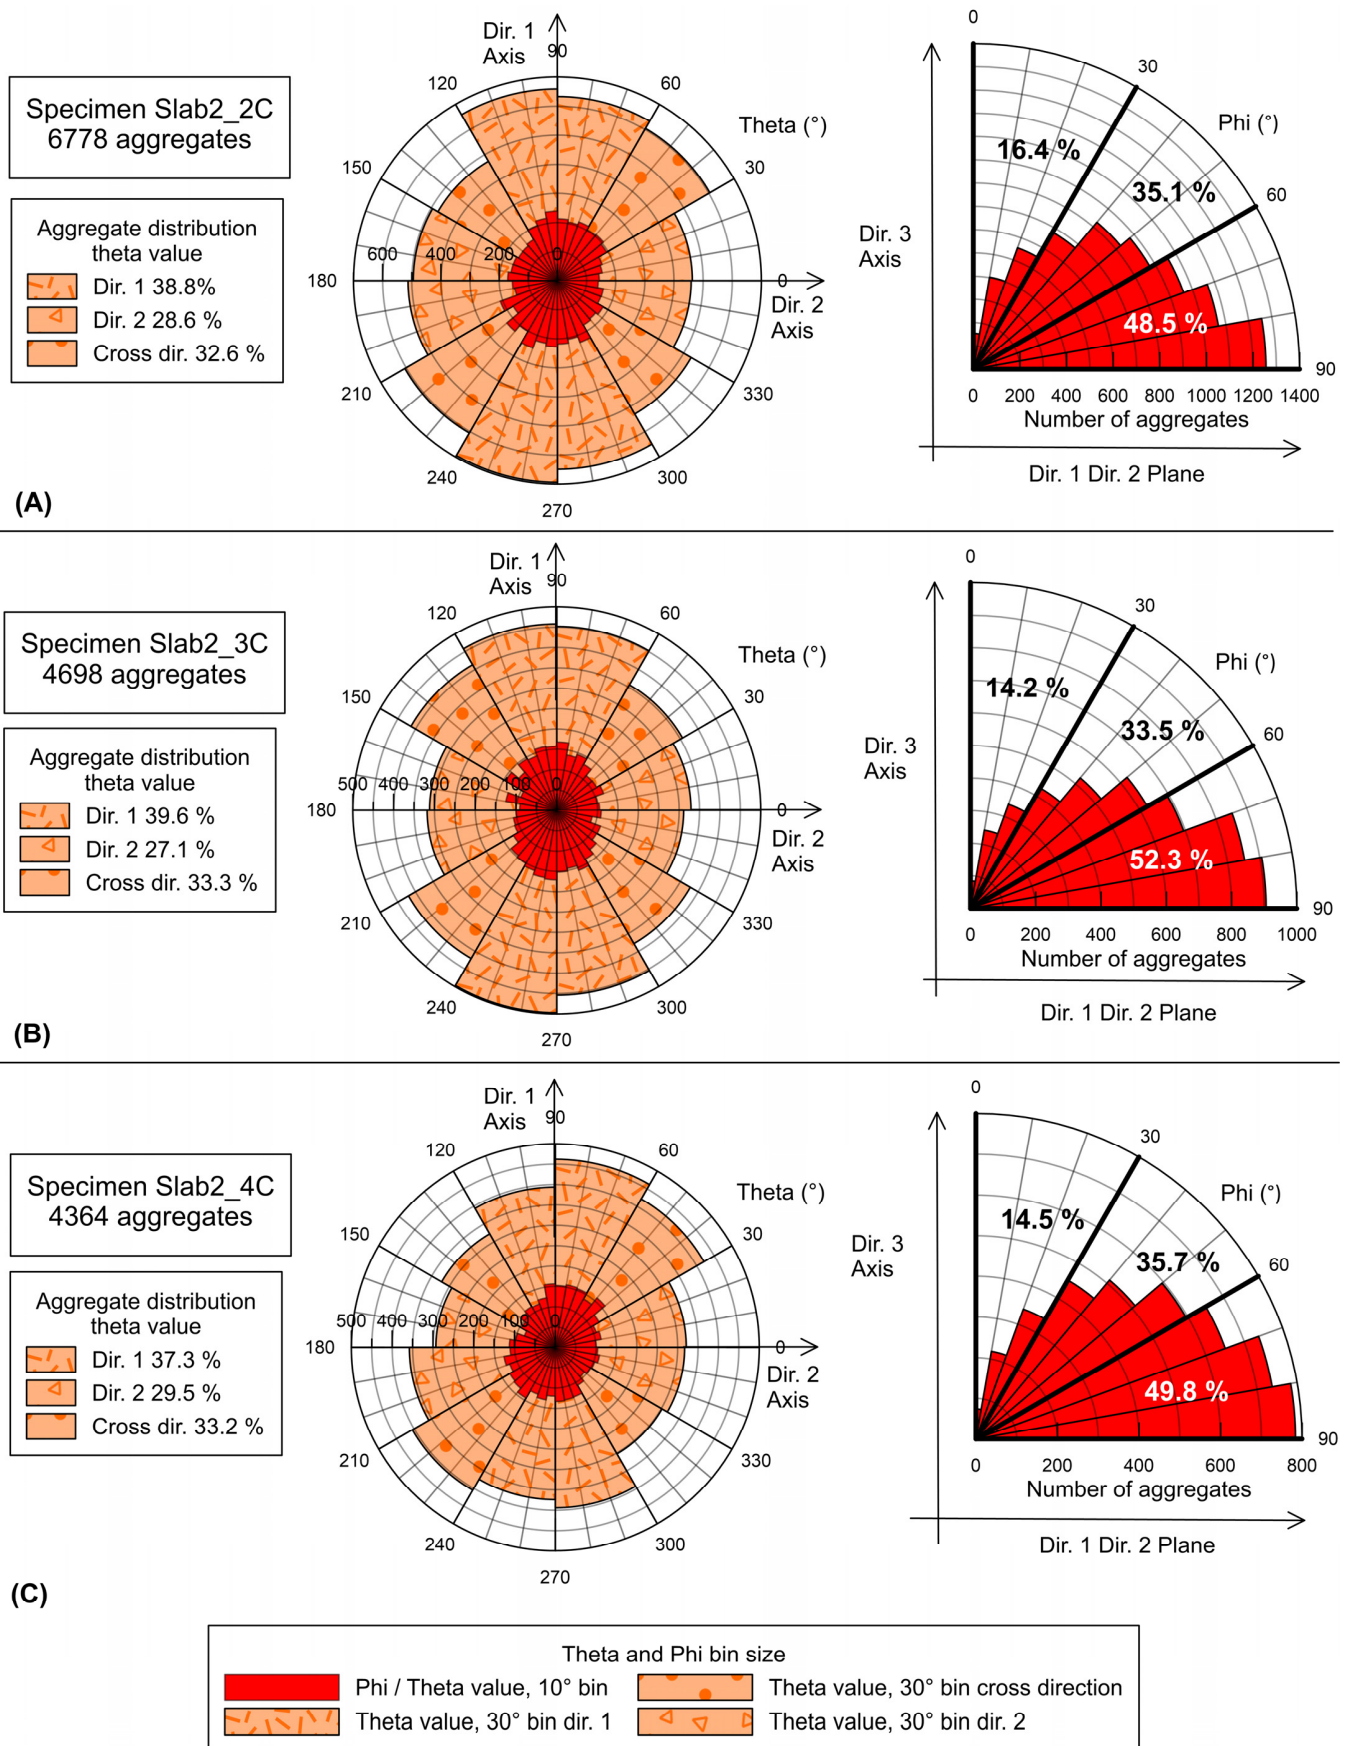 Specimen Slab2_2C
6778 aggregates
Aggregate distribution
theta value
Dir. 1 38.8%
Dir. 2 28.6 %
Cross dir. 32.6 %
Dir. 1
Axis
90
120
60
Theta (°)
150
30
600 400 200 0
180
0
Dir. 2
Axis
210
330
240
300
270
0
30
Phi (°)
16.4 %
35.1 %
60
Dir. 3
Axis
48.5 %
90
0 200 400 600 800 1000 1200 1400
Number of aggregates
Dir. 1 Dir. 2 Plane
(A)
Specimen Slab2_3C
4698 aggregates
Aggregate distribution
theta value
Dir. 1 39.6 %
Dir. 2 27.1 %
Cross dir. 33.3 %
Dir. 1
Axis
90
120
60
Theta (°)
150
30
500 400 300 200 100 0
180
0
Dir. 2
Axis
210
330
240
300
270
0
30
Phi (°)
14.2 %
33.5 %
60
Dir. 3
Axis
52.3 %
90
0 200 400 600 800 1000
Number of aggregates
Dir. 1 Dir. 2 Plane
(B)
Specimen Slab2_4C
4364 aggregates
Aggregate distribution
theta value
Dir. 1 37.3 %
Dir. 2 29.5 %
Cross dir. 33.2 %
Dir. 1
Axis
90
120
60
Theta (°)
150
30
500 400 300 200 100 0
180
0
Dir. 2
Axis
210
330
240
300
270
0
30
Phi (°)
14.5 %
35.7 %
60
Dir. 3
Axis
49.8 %
90
0 200 400 600 800
Number of aggregates
Dir. 1 Dir. 2 Plane
(C)
Theta and Phi bin size
Phi / Theta value, 10° bin
Theta value, 30° bin cross direction
Theta value, 30° bin dir. 1
Theta value, 30° bin dir. 2